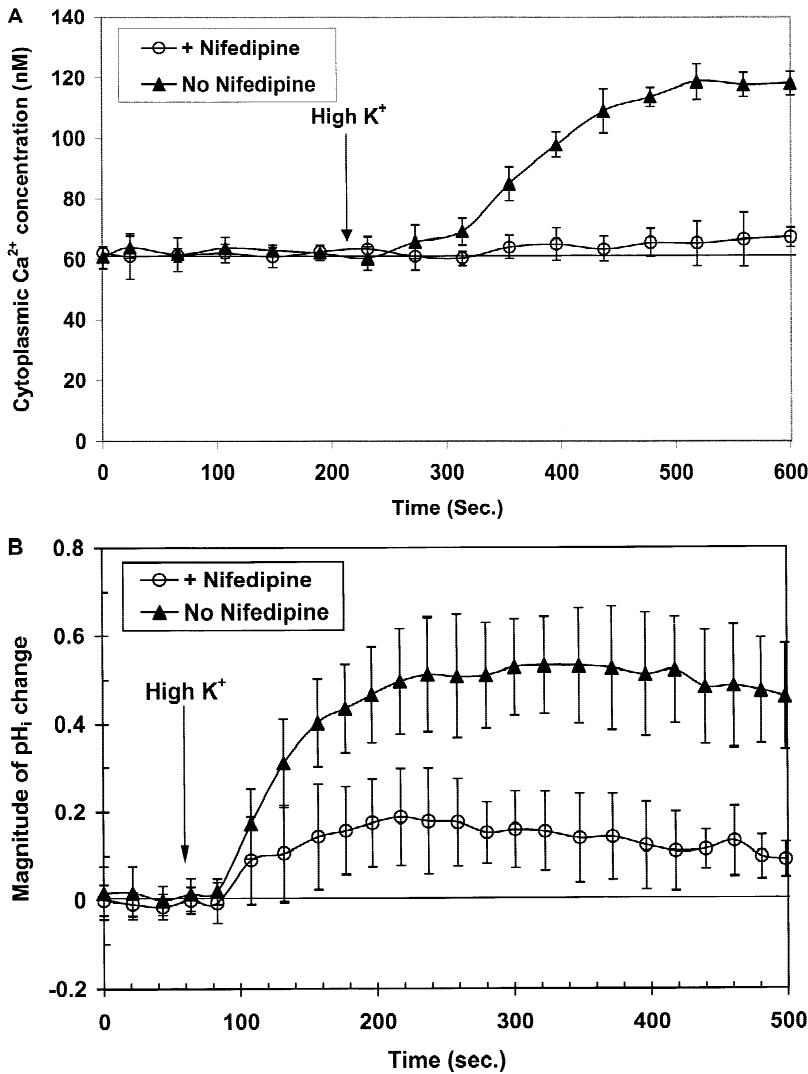 A
Cytoplasmic Ca²⁺ concentration (nM)
140
120
100
80
60
40
20
0
+ Nifedipine
No Nifedipine
High K⁺
0 100 200 300 400 500 600
Time (Sec.)
B
Magnitude of pHᵢ change
0.8
0.6
0.4
0.2
0
-0.2
+ Nifedipine
No Nifedipine
High K⁺
0 100 200 300 400 500
Time (sec.)